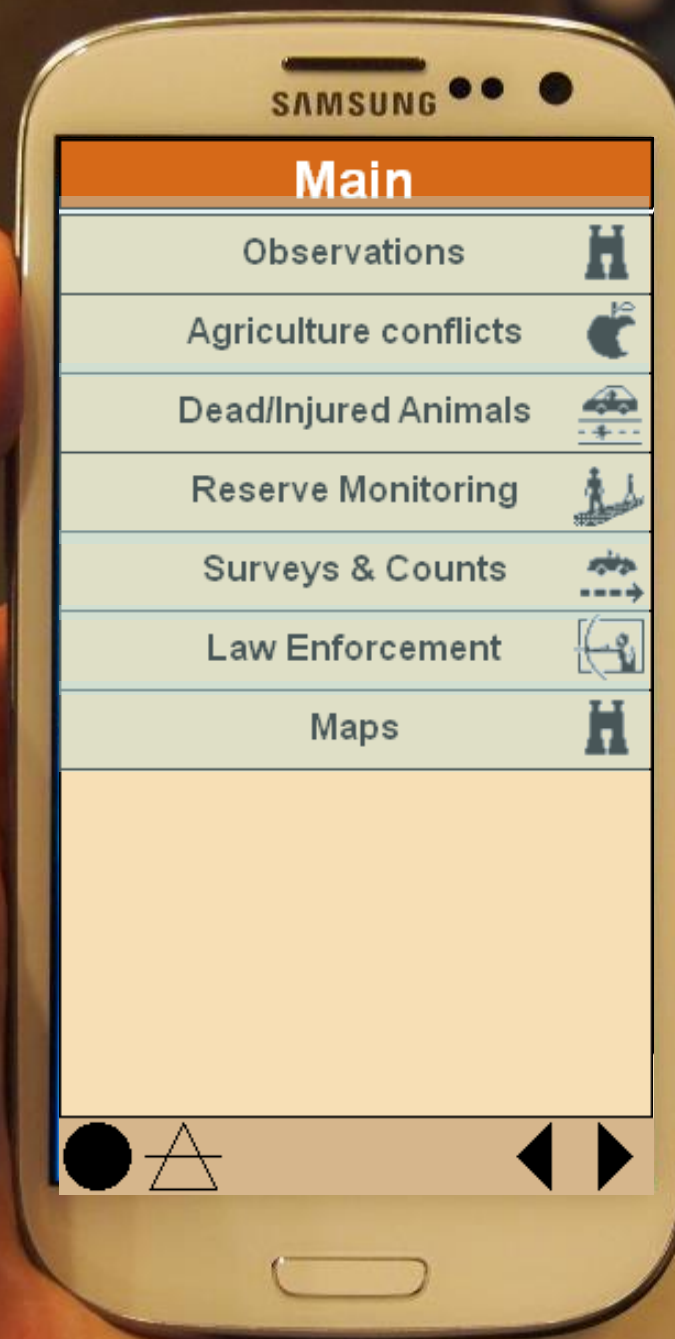 SAMSUNG
Main
Observations
Agriculture conflicts
Dead/Injured Animals
Reserve Monitoring
Surveys & Counts
Law Enforcement
Maps